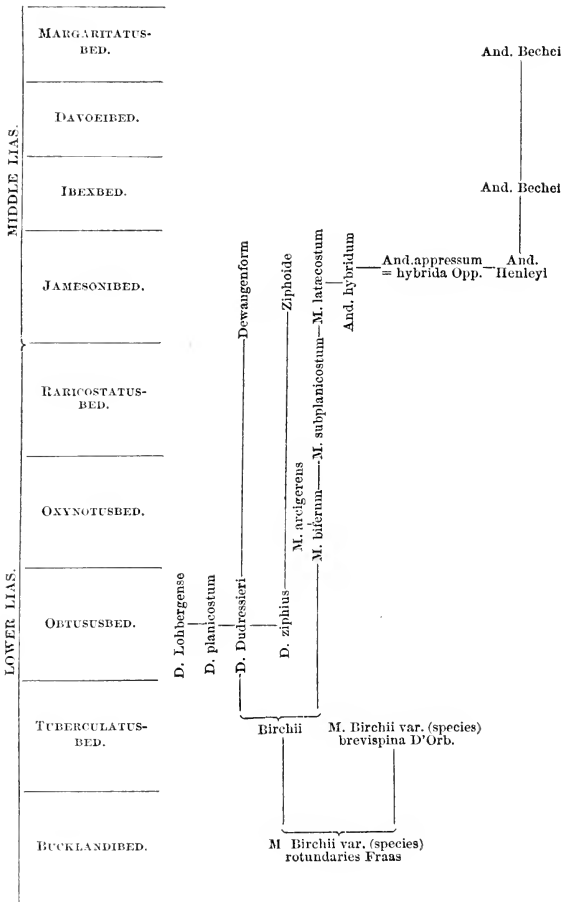 MIDDLE LIAS.
LOWER LIAS.
MARGARITATUS-
BED.
And. Bechei
DAVOEIBED.
IBEXBED.
And. Bechei
JAMESONIBED.
Dewangenform
Ziphoide
M. latæcostum
And. hybridum
And. appressum
= hybrida Opp.
And.
Henleyi
RARICOSTATUS-
BED.
M. subplanicostum
OXYNOTUSBED.
M. arcigerens
M. biferum
OBTUSUSBED.
D. Lohbergense
D. planicostum
D. Dudressieri
D. ziphius
TUBERCULATUS-
BED.
Birchii
M. Birchii var. (species)
brevispina D'Orb.
BUCKLANDIBED.
M Birchii var. (species)
rotundaries Fraas